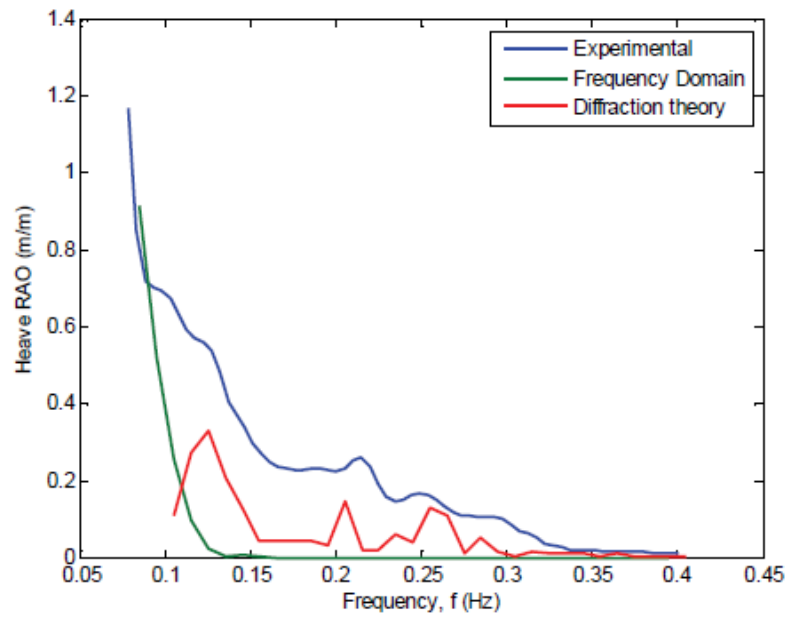 1.4
1.2
1
0.8
0.6
0.4
0.2
0
Heave RAO (m/m)
Experimental
Frequency Domain
Diffraction theory
0.05 0.1 0.15 0.2 0.25 0.3 0.35 0.4 0.45
Frequency, f (Hz)